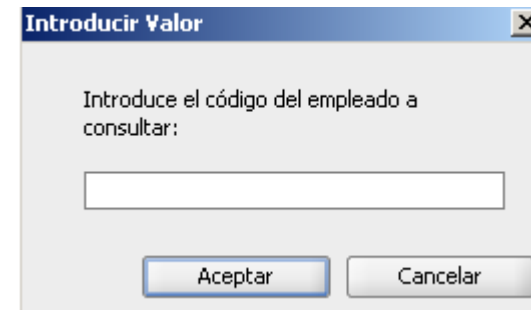 Introducir Valor
Introduce el código del empleado a
consultar:
Aceptar
Cancelar